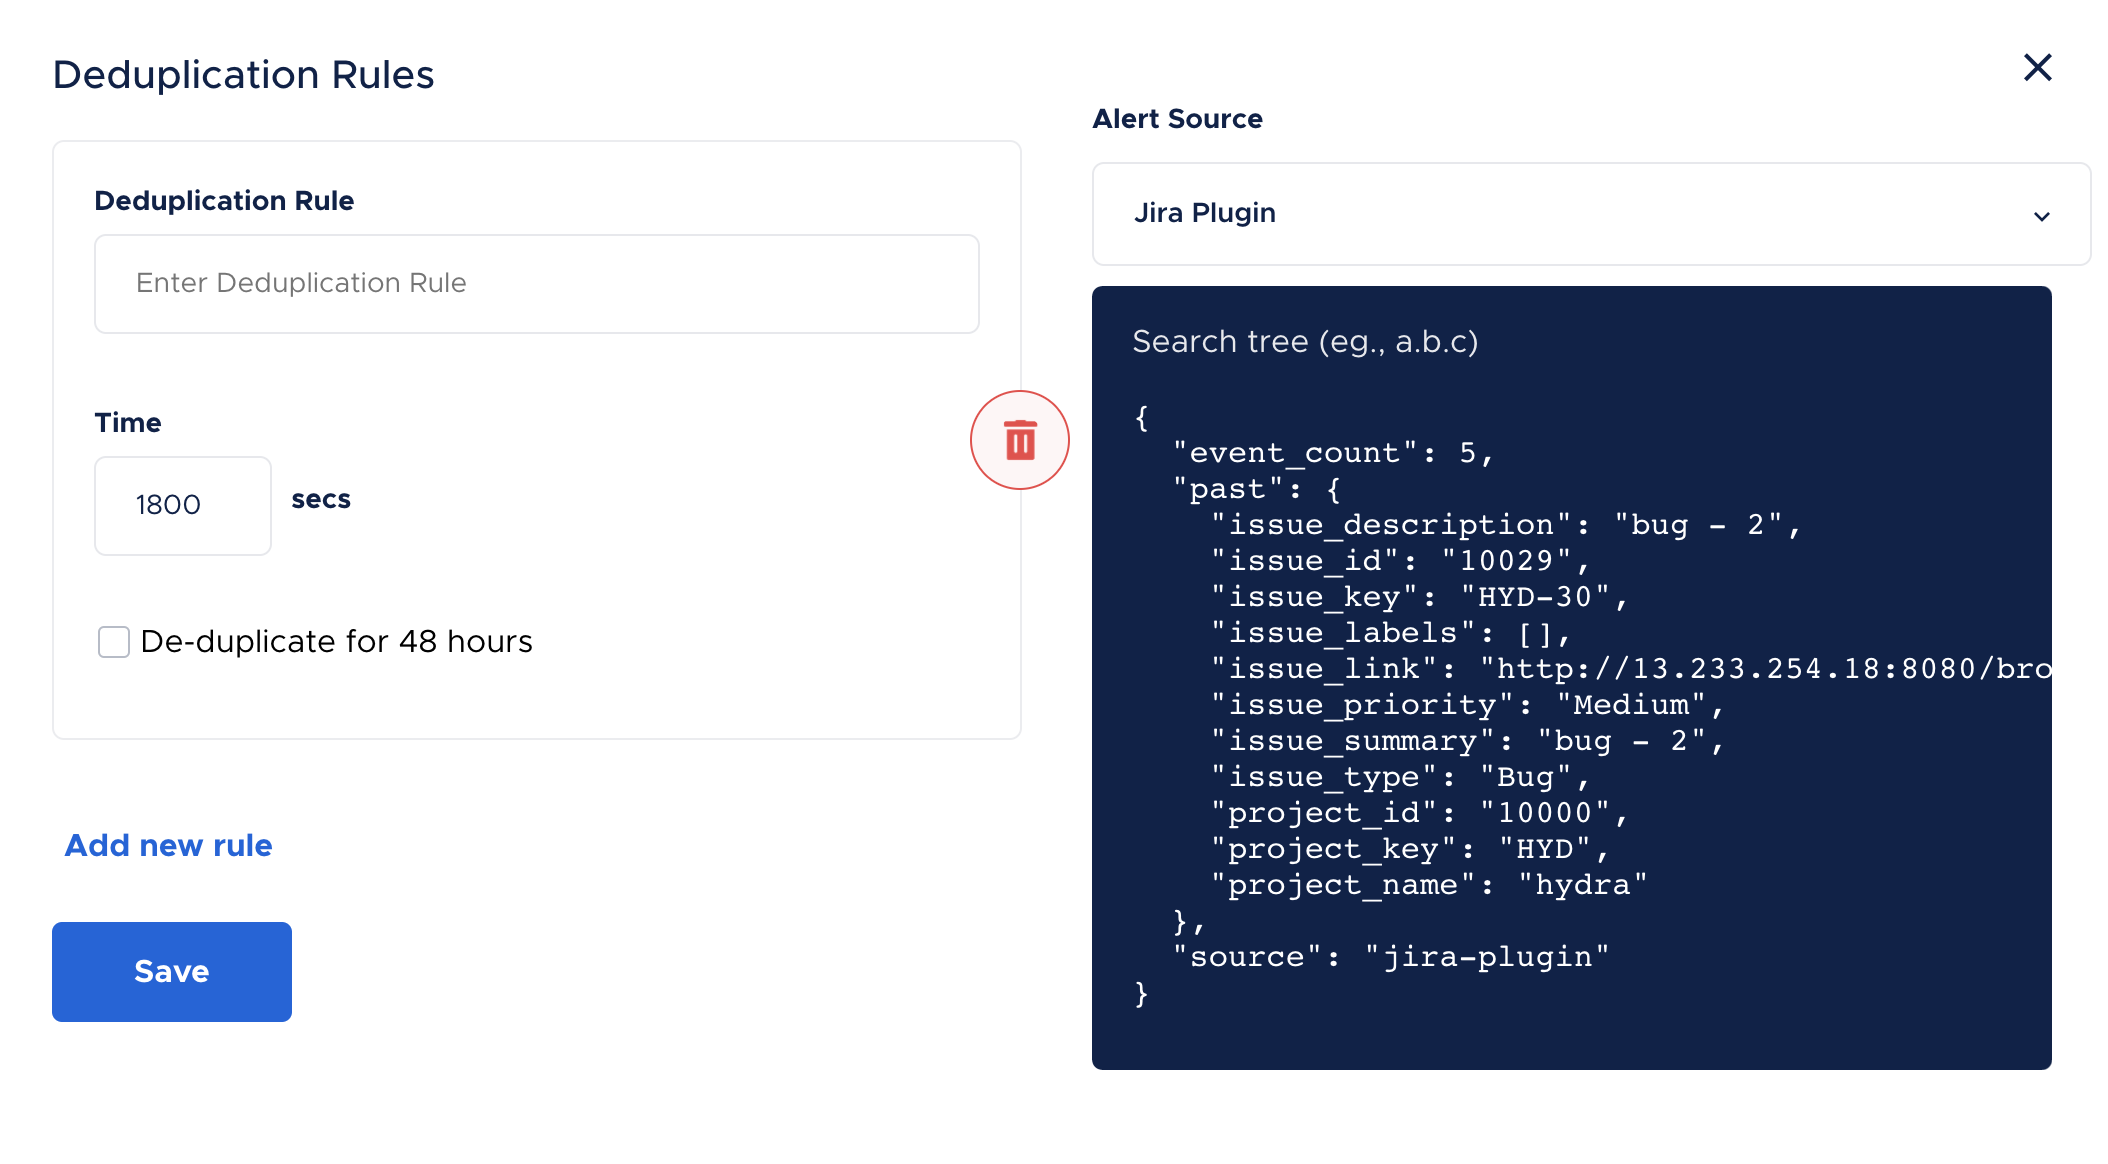 Deduplication Rules
Deduplication Rule
Enter Deduplication Rule
Time
1800 secs
De-duplicate for 48 hours
Add new rule
Save
Alert Source
Jira Plugin
Search tree (eg., a.b.c)
{
  "event_count": 5,
  "past": {
    "issue_description": "bug - 2",
    "issue_id": "10029",
    "issue_key": "HYD-30",
    "issue_labels": [],
    "issue_link": "http://13.233.254.18:8080/bro
    "issue_priority": "Medium",
    "issue_summary": "bug - 2",
    "issue_type": "Bug",
    "project_id": "10000",
    "project_key": "HYD",
    "project_name": "hydra"
  },
  "source": "jira-plugin"
}